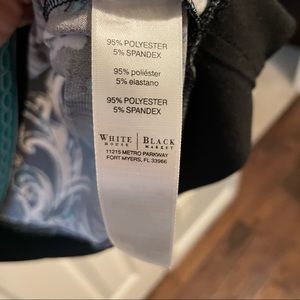 95% POLYESTER
5% SPANDEX
95% poliéster
5% elastano
95% POLYESTER
5% SPANDEX
WHITE | BLACK
HOUSE | MARKET
11215 METRO PARKWAY
FORT MYERS, FL 33966